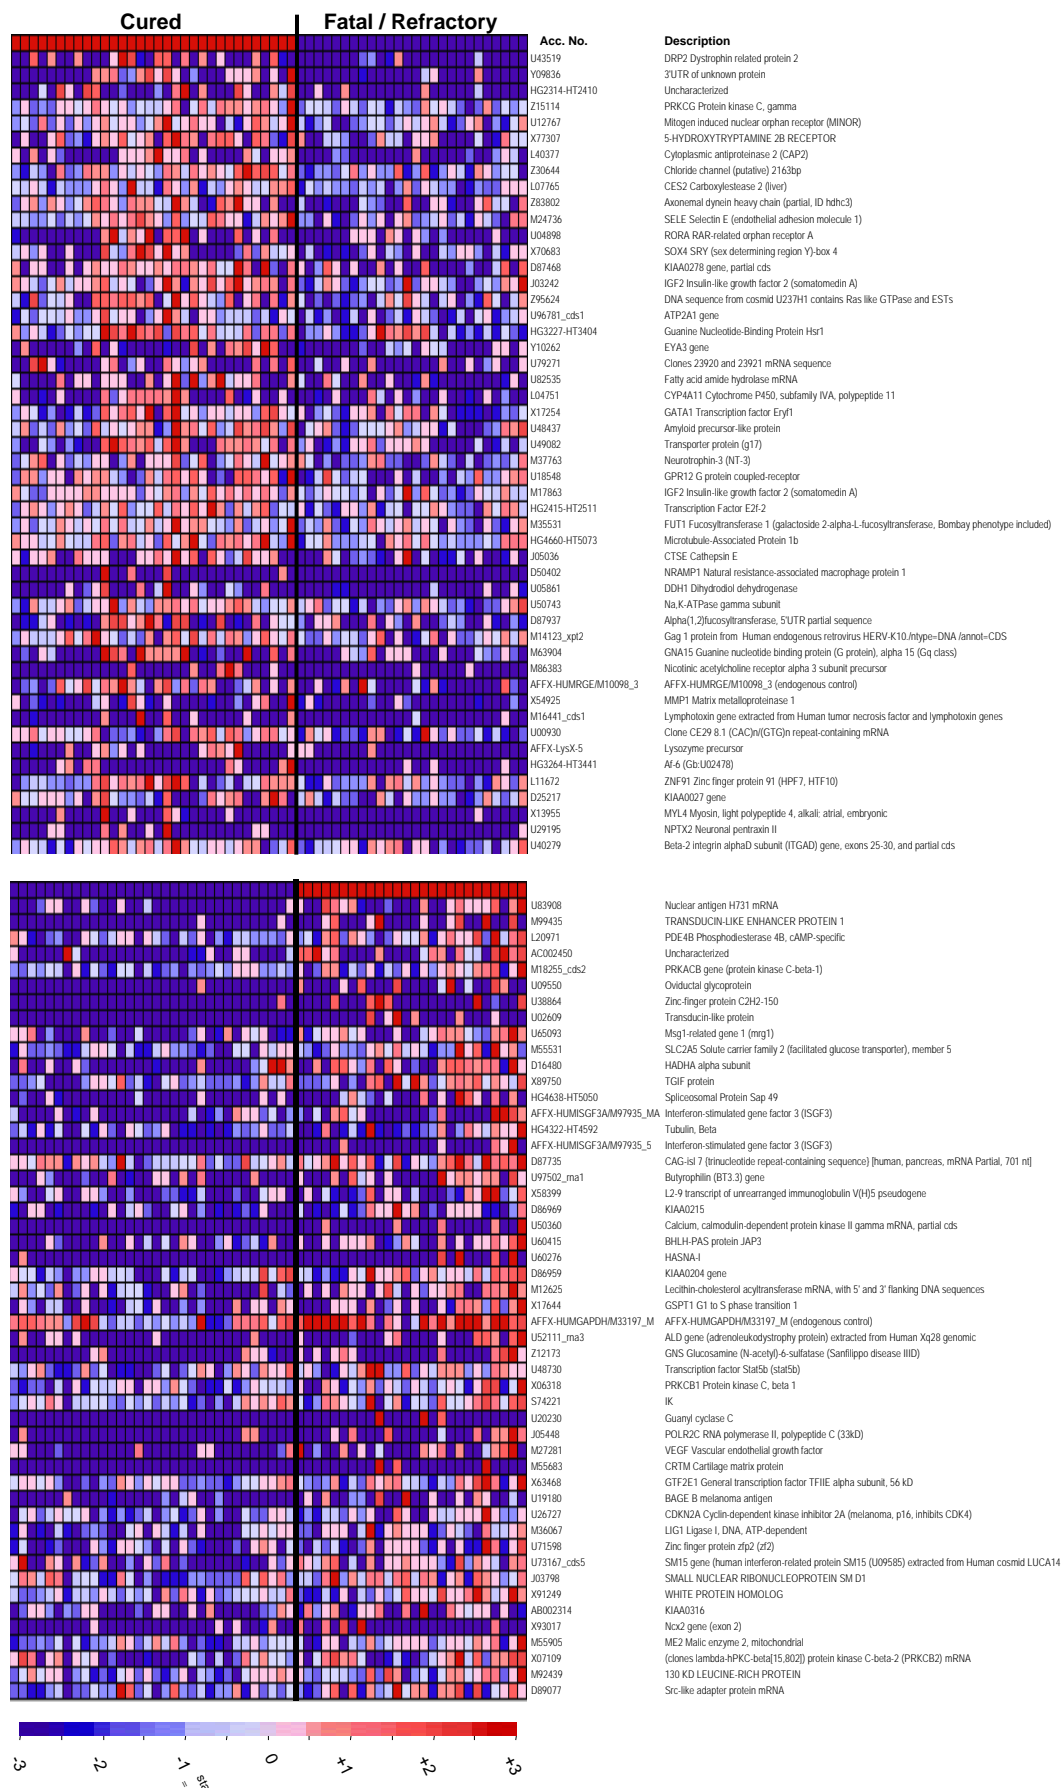 Cured Fatal / Refractory
Acc. No. Description
U43519 DRP2 Dystrophin related protein 2
Y09836 3'UTR of unknown protein
HG2314-HT2410 Uncharacterized
Z15114 PRKCG Protein kinase C, gamma
U12767 Mitogen induced nuclear orphan receptor (MINOR)
X77307 5-HYDROXYTRYPTAMINE 2B RECEPTOR
L40377 Cytoplasmic antiproteinase 2 (CAP2)
Z30644 Chloride channel (putative) 2163bp
L07765 CES2 Carboxylestease 2 (liver)
Z83802 Axonemal dynein heavy chain (partial, ID hdhc3)
M24736 SELE Selectin E (endothelial adhesion molecule 1)
U04898 RORA RAR-related orphan receptor A
X70683 SOX4 SRY (sex determining region Y)-box 4
D87468 KIAA0278 gene, partial cds
J03242 IGF2 Insulin-like growth factor 2 (somatomedin A)
Z95624 DNA sequence from cosmid U237H1 contains Ras like GTPase and ESTs
U96781_cds1 ATP2A1 gene
HG3227-HT3404 Guanine Nucleotide-Binding Protein Hsr1
Y10262 EYA3 gene
U79271 Clones 23920 and 23921 mRNA sequence
U82535 Fatty acid amide hydrolase mRNA
L04751 CYP4A11 Cytochrome P450, subfamily IVA, polypeptide 11
X17254 GATA1 Transcription factor Eryf1
U48437 Amyloid precursor-like protein
U49082 Transporter protein (g17)
M37763 Neurotrophin-3 (NT-3)
U18548 GPR12 G protein coupled-receptor
M17863 IGF2 Insulin-like growth factor 2 (somatomedin A)
HG2415-HT2511 Transcription Factor E2f-2
M35531 FUT1 Fucosyltransferase 1 (galactoside 2-alpha-L-fucosyltransferase, Bombay phenotype included)
HG4660-HT5073 Microtubule-Associated Protein 1b
J05036 CTSE Cathepsin E
D50402 NRAMP1 Natural resistance-associated macrophage protein 1
U05861 DDH1 Dihydrodiol dehydrogenase
U50743 Na,K-ATPase gamma subunit
D87937 Alpha(1,2)fucosyltransferase, 5'UTR partial sequence
M14123_xpt2 Gag 1 protein from Human endogenous retrovirus HERV-K10./ntype=DNA /annot=CDS
M63904 GNA15 Guanine nucleotide binding protein (G protein), alpha 15 (Gq class)
M86383 Nicotinic acetylcholine receptor alpha 3 subunit precursor
AFFX-HUMRGE/M10098_3 AFFX-HUMRGE/M10098_3 (endogenous control)
X54925 MMP1 Matrix metalloproteinase 1
M16441_cds1 Lymphotoxin gene extracted from Human tumor necrosis factor and lymphotoxin genes
U00930 Clone CE29 8.1 (CAC)n/(GTG)n repeat-containing mRNA
AFFX-LysX-5 Lysozyme precursor
HG3264-HT3441 Af-6 (Gb:U02478)
L11672 ZNF91 Zinc finger protein 91 (HPF7, HTF10)
D25217 KIAA0027 gene
X13955 MYL4 Myosin, light polypeptide 4, alkali; atrial, embryonic
U29195 NPTX2 Neuronal pentraxin II
U40279 Beta-2 integrin alphaD subunit (ITGAD) gene, exons 25-30, and partial cds
U83908 Nuclear antigen H731 mRNA
M99435 TRANSDUCIN-LIKE ENHANCER PROTEIN 1
L20971 PDE4B Phosphodiesterase 4B, cAMP-specific
AC002450 Uncharacterized
M18255_cds2 PRKACB gene (protein kinase C-beta-1)
U09550 Oviductal glycoprotein
U38864 Zinc-finger protein C2H2-150
U02609 Transducin-like protein
U65093 Msg1-related gene 1 (mrg1)
M55531 SLC2A5 Solute carrier family 2 (facilitated glucose transporter), member 5
D16480 HADHA alpha subunit
X89750 TGIF protein
HG4638-HT5050 Spliceosomal Protein Sap 49
AFFX-HUMISGF3A/M97935_MA Interferon-stimulated gene factor 3 (ISGF3)
HG4322-HT4592 Tubulin, Beta
AFFX-HUMISGF3A/M97935_5 Interferon-stimulated gene factor 3 (ISGF3)
D87735 CAG-isl 7 {trinucleotide repeat-containing sequence} [human, pancreas, mRNA Partial, 701 nt]
U97502_rna1 Butyrophilin (BT3.3) gene
X58399 L2-9 transcript of unrearranged immunoglobulin V(H)5 pseudogene
D86969 KIAA0215
U50360 Calcium, calmodulin-dependent protein kinase II gamma mRNA, partial cds
U60415 BHLH-PAS protein JAP3
U60276 HASNA-I
D86959 KIAA0204 gene
M12625 Lecithin-cholesterol acyltransferase mRNA, with 5' and 3' flanking DNA sequences
X17644 GSPT1 G1 to S phase transition 1
AFFX-HUMGAPDH/M33197_M AFFX-HUMGAPDH/M33197_M (endogenous control)
U52111_rna3 ALD gene (adrenoleukodystrophy protein) extracted from Human Xq28 genomic
Z12173 GNS Glucosamine (N-acetyl)-6-sulfatase (Sanfilippo disease IIID)
U48730 Transcription factor Stat5b (stat5b)
X06318 PRKCB1 Protein kinase C, beta 1
S74221 IK
U20230 Guanyl cyclase C
J05448 POLR2C RNA polymerase II, polypeptide C (33kD)
M27281 VEGF Vascular endothelial growth factor
M55683 CRTM Cartilage matrix protein
X63468 GTF2E1 General transcription factor TFIIE alpha subunit, 56 kD
U19180 BAGE B melanoma antigen
U26727 CDKN2A Cyclin-dependent kinase inhibitor 2A (melanoma, p16, inhibits CDK4)
M36067 LIG1 Ligase I, DNA, ATP-dependent
U71598 Zinc finger protein zfp2 (zf2)
U73167_cds5 SM15 gene (human interferon-related protein SM15 (U09585) extracted from Human cosmid LUCA14
J03798 SMALL NUCLEAR RIBONUCLEOPROTEIN SM D1
X91249 WHITE PROTEIN HOMOLOG
AB002314 KIAA0316
X93017 Ncx2 gene (exon 2)
M55905 ME2 Malic enzyme 2, mitochondrial
X07109 (clones lambda-hPKC-beta[15,802]) protein kinase C-beta-2 (PRKCB2) mRNA
M92439 130 KD LEUCINE-RICH PROTEIN
D89077 Src-like adapter protein mRNA
-3 -2 -1 0 +1 +2 +3
=